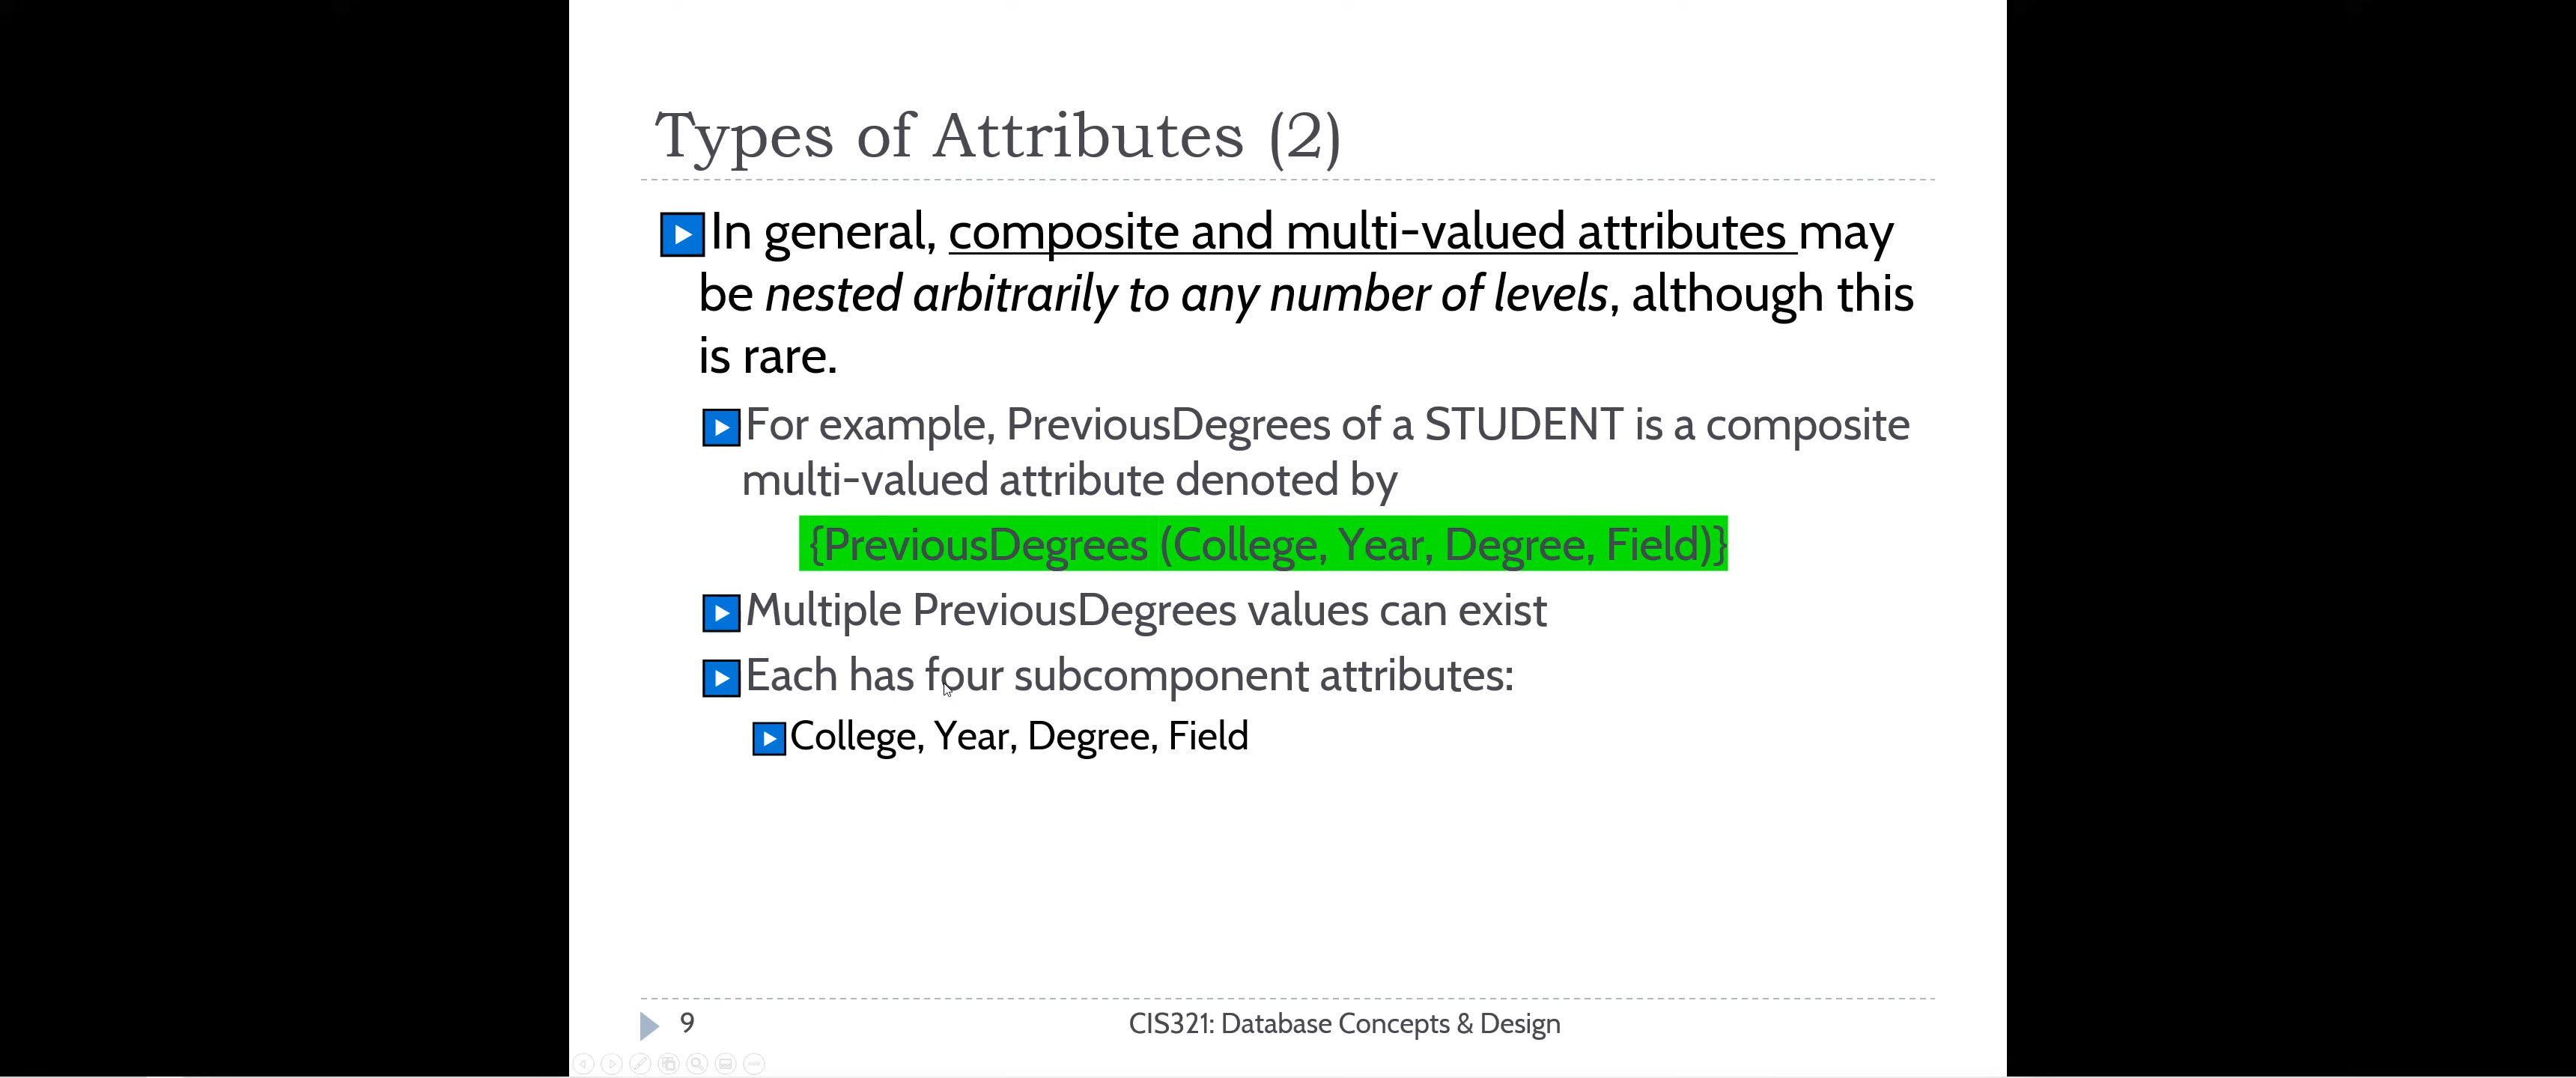 Types of Attributes (2)
In general, composite and multi-valued attributes may
be nested arbitrarily to any number of levels, although this
is rare.
For example, PreviousDegrees of a STUDENT is a composite
multi-valued attribute denoted by
{PreviousDegrees (College, Year, Degree, Field)}
Multiple PreviousDegrees values can exist
Each has four subcomponent attributes:
College, Year, Degree, Field
9
CIS321: Database Concepts & Design